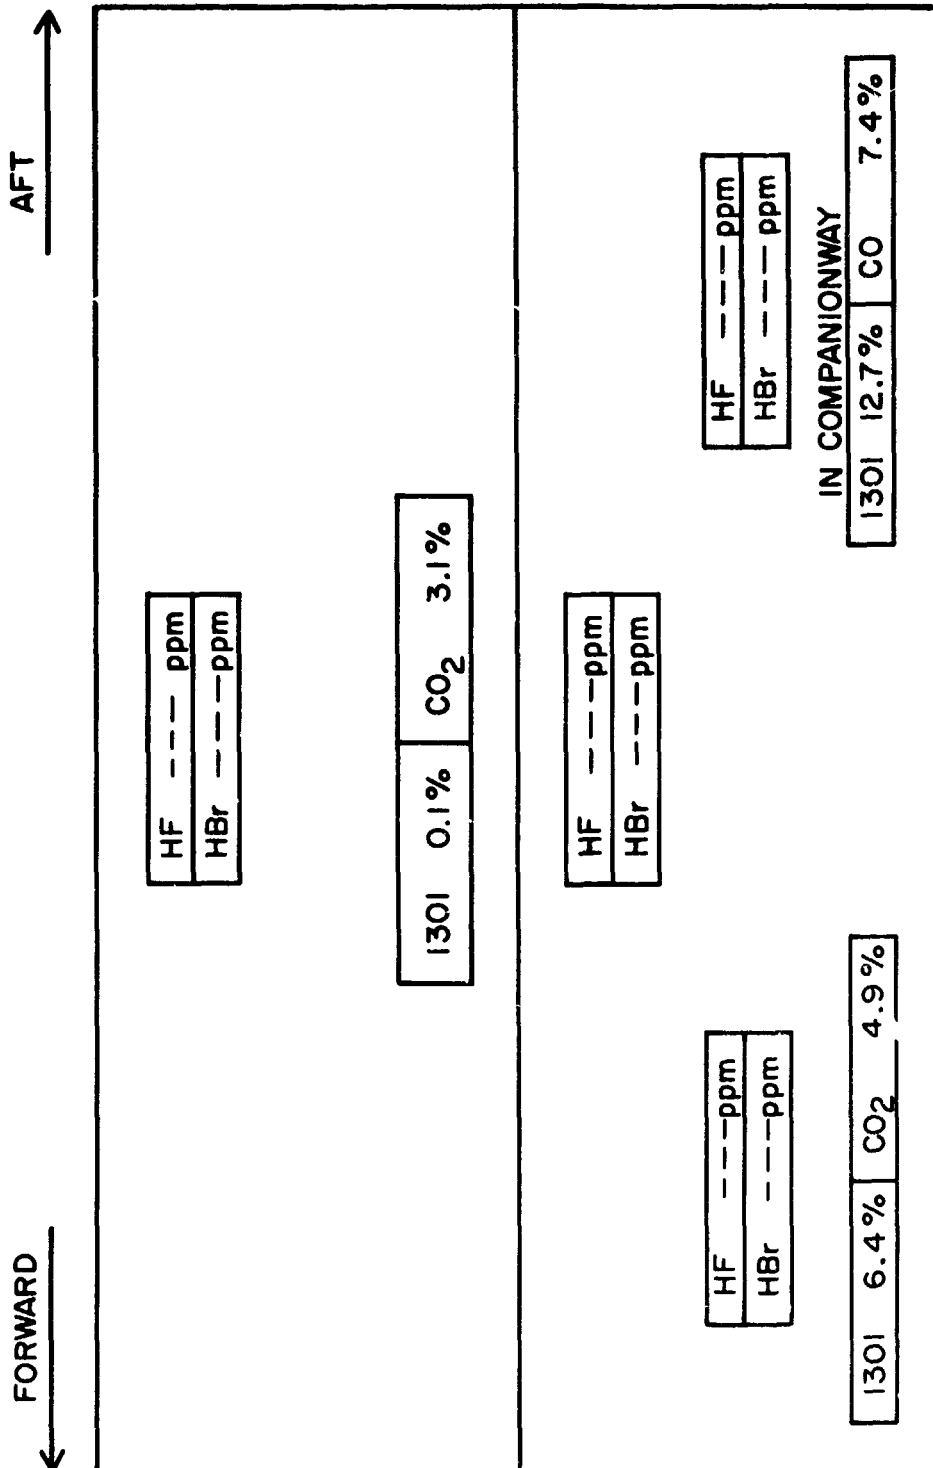 FORWARD
AFT
HF ––– ppm
HBr ––––ppm
1301 0.1% CO2 3.1%
HF –––ppm
HBr –––ppm
HF –––ppm
HBr –––ppm
HF ––––ppm
HBr –––– ppm
IN COMPANIONWAY
1301 6.4% CO2 4.9%
1301 12.7% CO 7.4%